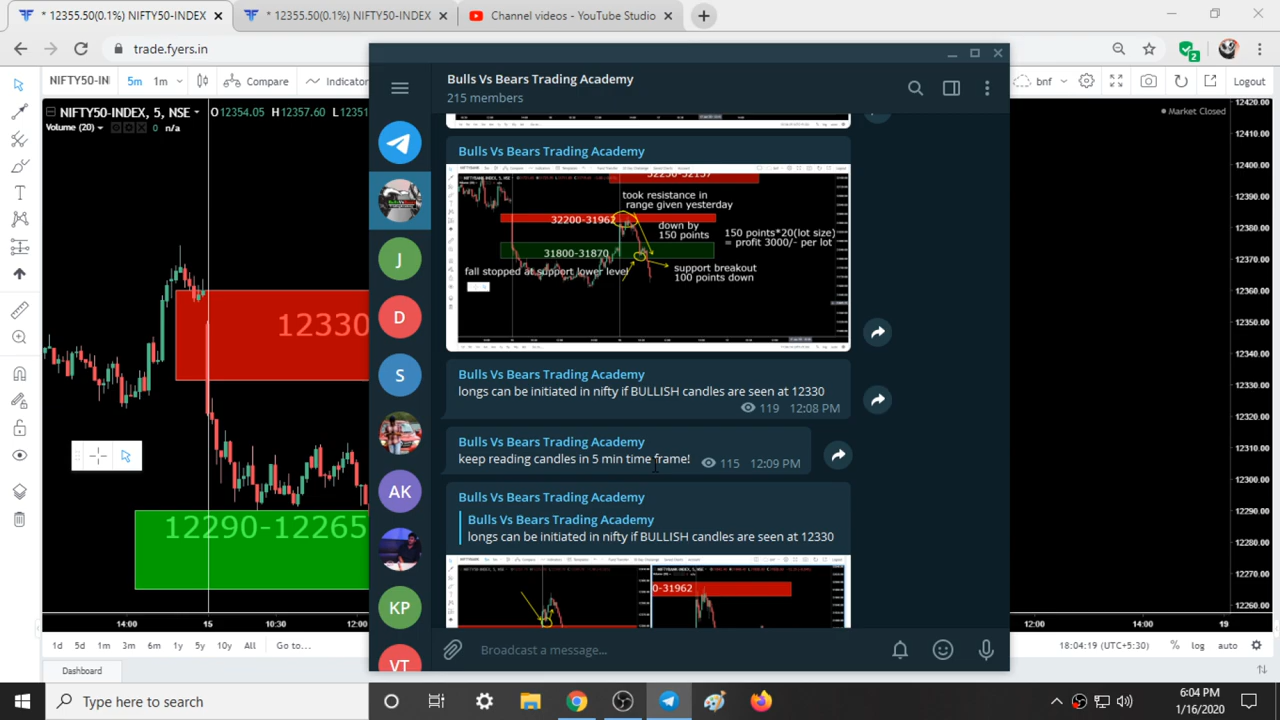 * 12355.50(0.1%) NIFTY50-INDEX
* 12355.50(0.1%) NIFTY50-INDEX
Channel videos - YouTube Studio
trade.fyers.in
2
NIFTY50-IN
5m
1m
Compare
Indicator
bnf
Logout
NIFTY50-INDEX, 5, NSE
O12354.05 H12357.60 L12351
Volume (20)
0 n/a
Market Closed
Bulls Vs Bears Trading Academy
215 members
Bulls Vs Bears Trading Academy
took resistance in
range given yesterday
32200-31962
down by
150 points
150 points*20(lot size)
= profit 3000/- per lot
31800-31870
fall stopped at support lower level
support breakout
100 points down
Bulls Vs Bears Trading Academy
longs can be initiated in nifty if BULLISH candles are seen at 12330
119 12:08 PM
Bulls Vs Bears Trading Academy
keep reading candles in 5 min time frame!
115 12:09 PM
Bulls Vs Bears Trading Academy
Bulls Vs Bears Trading Academy
longs can be initiated in nifty if BULLISH candles are seen at 12330
0-31962
Broadcast a message...
J
D
S
AK
KP
VT
12330
12290-12265
12420.00
12410.00
12400.00
12390.00
12380.00
12370.00
12360.00
12350.00
12340.00
12330.00
12320.00
12310.00
12300.00
12290.00
12280.00
12270.00
12260.00
14:00
15
10:30
12:00
12:00
14:00
19
1d 5d 1m 3m 6m 1y 5y 10y All Go to...
18:04:19 (UTC+5:30) % log auto
Dashboard
Type here to search
6:04 PM
1/16/2020